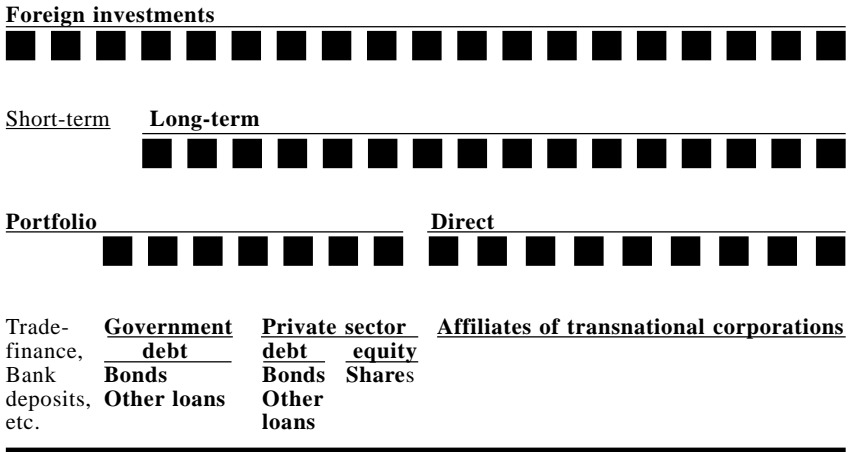 Foreign investments
Short-term Long-term
Portfolio Direct
Trade- Government Private sector Affiliates of transnational corporations
finance, debt debt equity
Bank Bonds Bonds Shares
deposits, Other loans Other
etc. loans